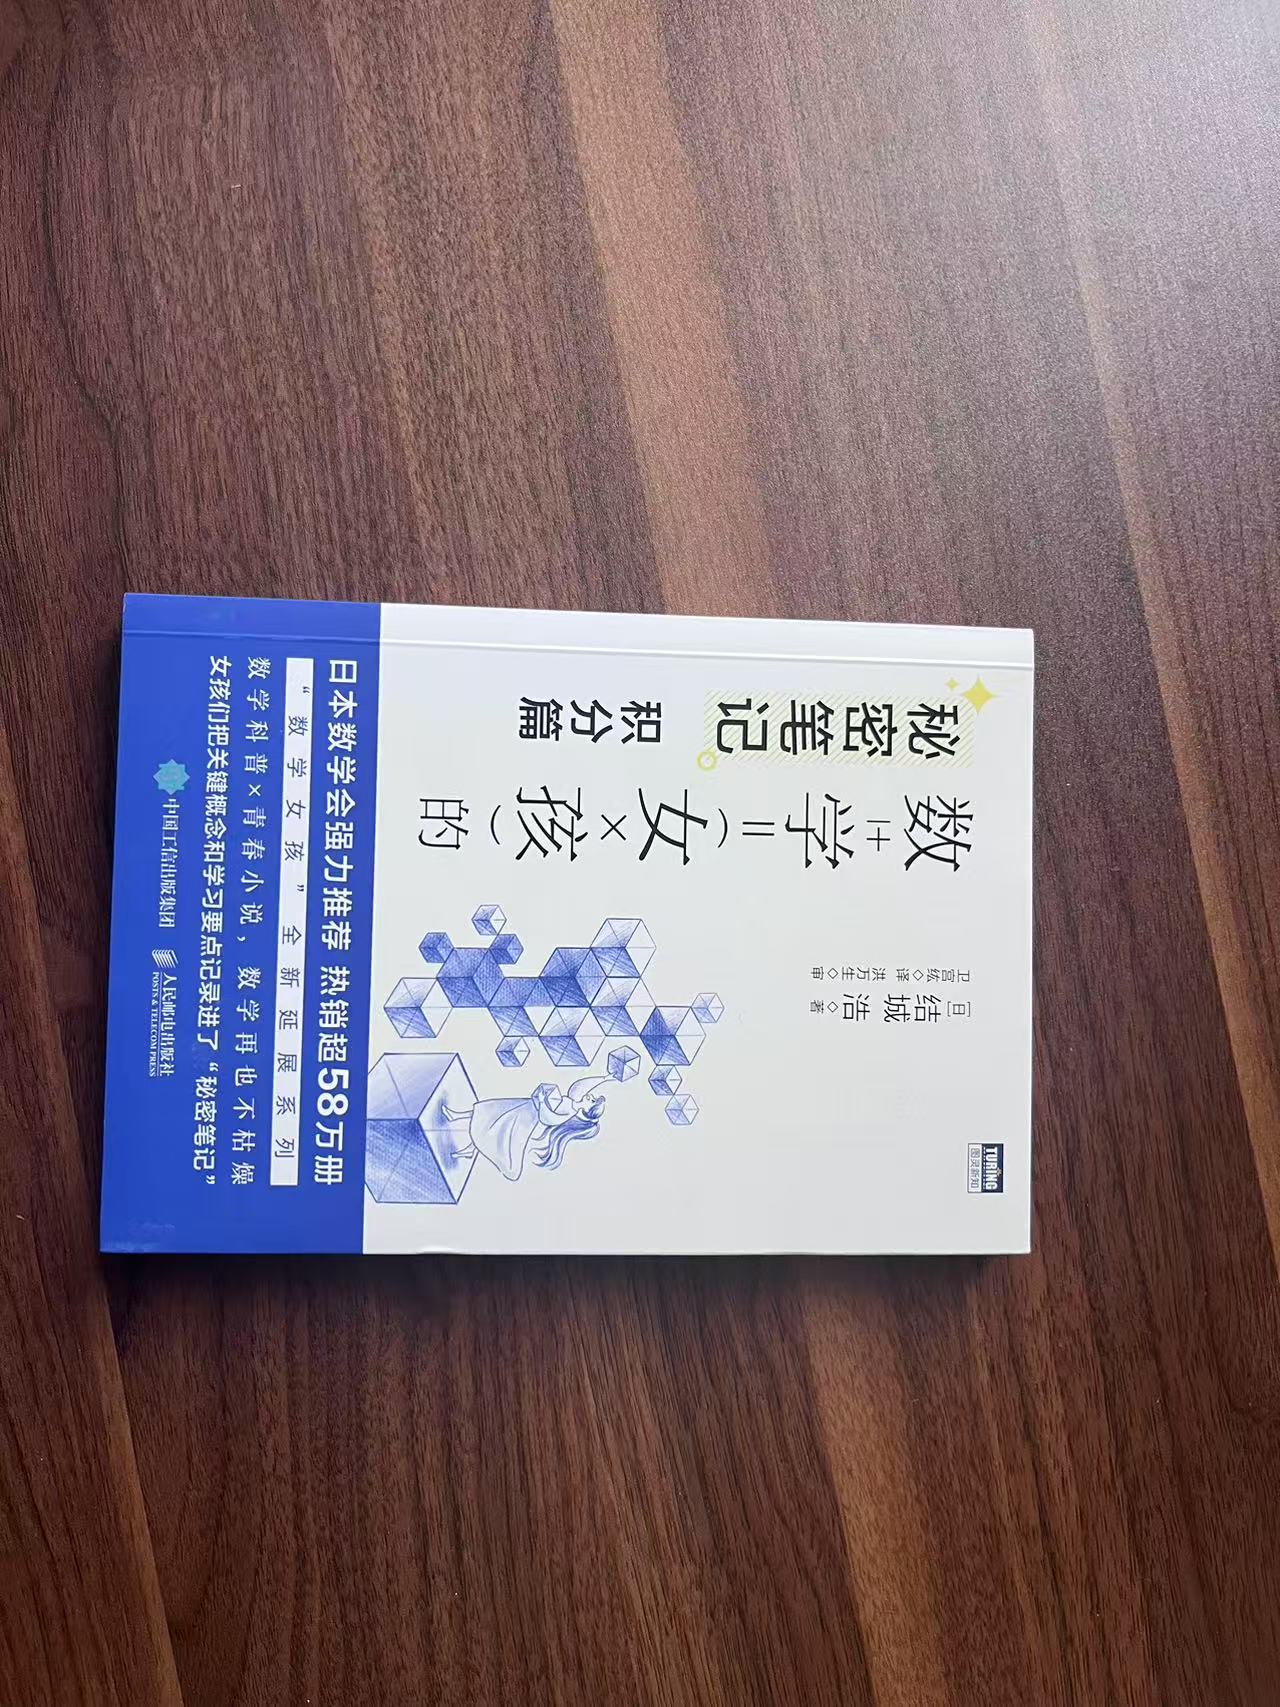 TURING
图灵新知
[日]结城 浩◇著
卫宫纮◇译 洪万生◇审
数+学=(女×孩)的
秘密笔记
积分篇
日本数学会强力推荐 热销超58万册
“数学女孩”全新延展系列
数学科普×青春小说，数学再也不枯燥
女孩们把关键概念和学习要点记录进了“秘密笔记”
中国工信出版集团
人民邮电出版社
POSTS & TELECOM PRESS